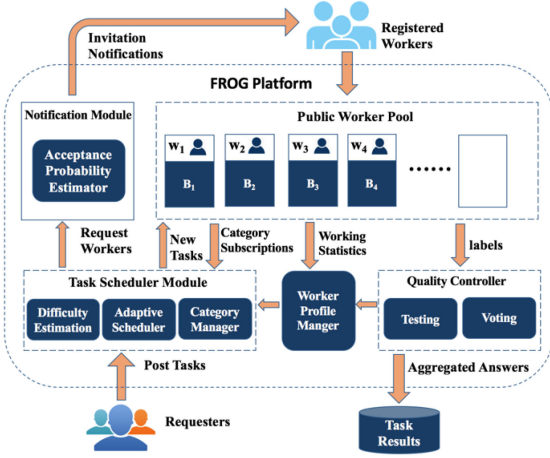 Invitation
Notifications
Registered
Workers
FROG Platform
Notification Module
Acceptance
Probability
Estimator
Public Worker Pool
w1
w2
w3
w4
B1
B2
B3
B4
Request
Workers
New
Tasks
Category
Subscriptions
Working
Statistics
labels
Task Scheduler Module
Difficulty
Estimation
Adaptive
Scheduler
Category
Manager
Worker
Profile
Manger
Quality Controller
Testing
Voting
Post Tasks
Aggregated Answers
Requesters
Task
Results